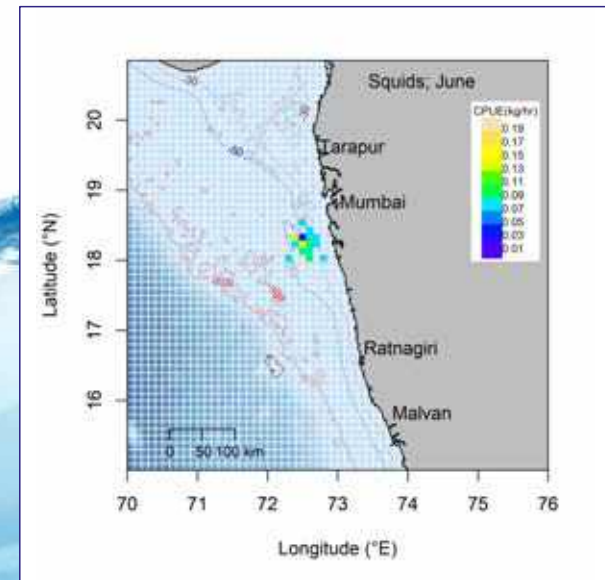 Squids; June
CPUE(kg/hr)
0.19
0.17
0.15
0.13
0.11
0.09
0.07
0.05
0.03
0.01
Tarapur
Mumbai
Ratnagiri
Malvan
-50
0 50 100 km
20
19
18
17
16
Latitude (°N)
70 71 72 73 74 75 76
Longitude (°E)